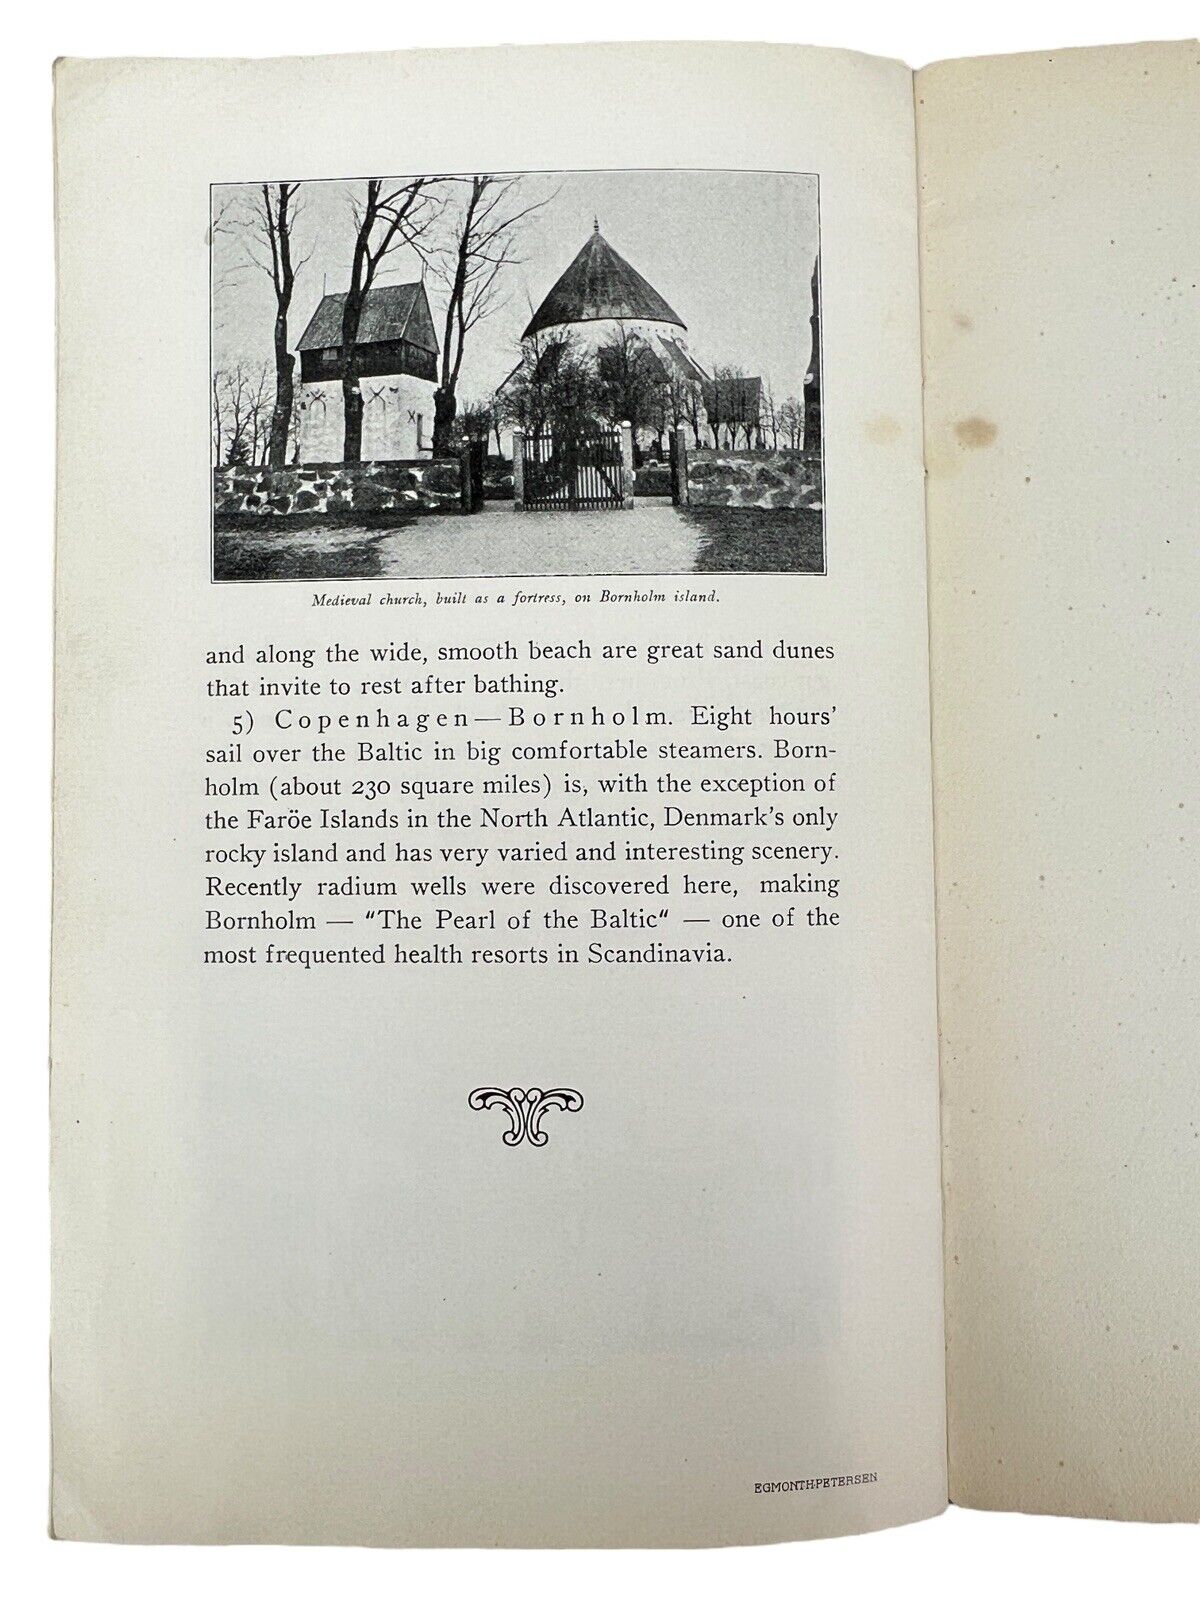 Medieval church, built as a fortress, on Bornholm island.
and along the wide, smooth beach are great sand dunes
that invite to rest after bathing.
5) Copenhagen—Bornholm. Eight hours'
sail over the Baltic in big comfortable steamers. Born-
holm (about 230 square miles) is, with the exception of
the Faröe Islands in the North Atlantic, Denmark's only
rocky island and has very varied and interesting scenery.
Recently radium wells were discovered here, making
Bornholm — "The Pearl of the Baltic" — one of the
most frequented health resorts in Scandinavia.
EGMONT H. PETERSEN